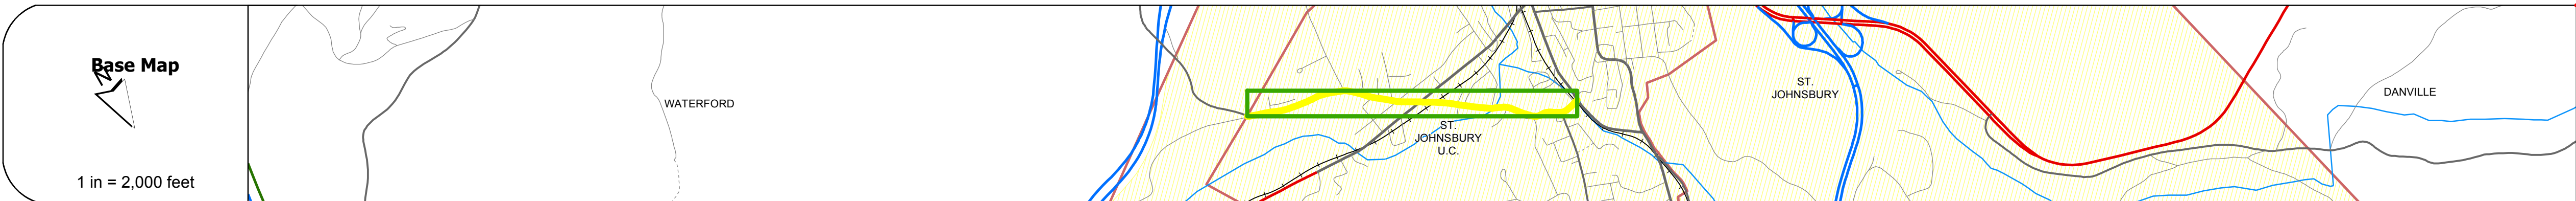 Base Map
N
1 in = 2,000 feet
WATERFORD
ST.
JOHNSBURY
U.C.
ST.
JOHNSBURY
DANVILLE